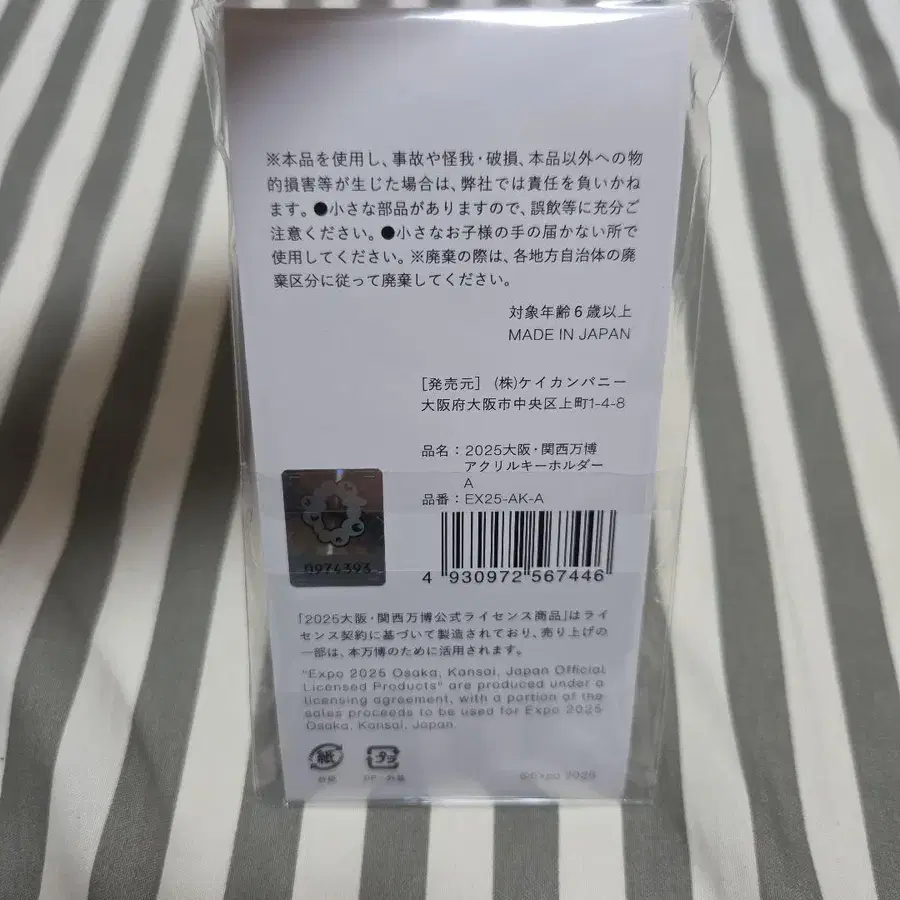 ※本品を使用し、事故や怪我・破損、本品以外への物
的損害等が生じた場合は、弊社では責任を負いかね
ます。●小さな部品がありますので、誤飲等に充分ご
注意ください。●小さなお子様の手の届かない所で
使用してください。※廃棄の際は、各地方自治体の廃
棄区分に従って廃棄してください。
対象年齢6歳以上
MADE IN JAPAN
[発売元] (株)ケイカンパニー
大阪府大阪市中央区上町1-4-8
品名:2025大阪・関西万博
アクリルキーホルダー
A
品番:EX25-AK-A
0974393
4 930972 567446
「2025大阪・関西万博公式ライセンス商品」はライ
センス契約に基づいて製造されており、売り上げの
一部は、本万博のために活用されます。
"Expo 2025 Osaka, Kansai, Japan Official
Licensed Products" are produced under a
licensing agreement, with a portion of the
sales proceeds to be used for Expo 2025
Osaka, Kansai, Japan.
紙
プラ
台紙
PP:外装
©Expo 2025